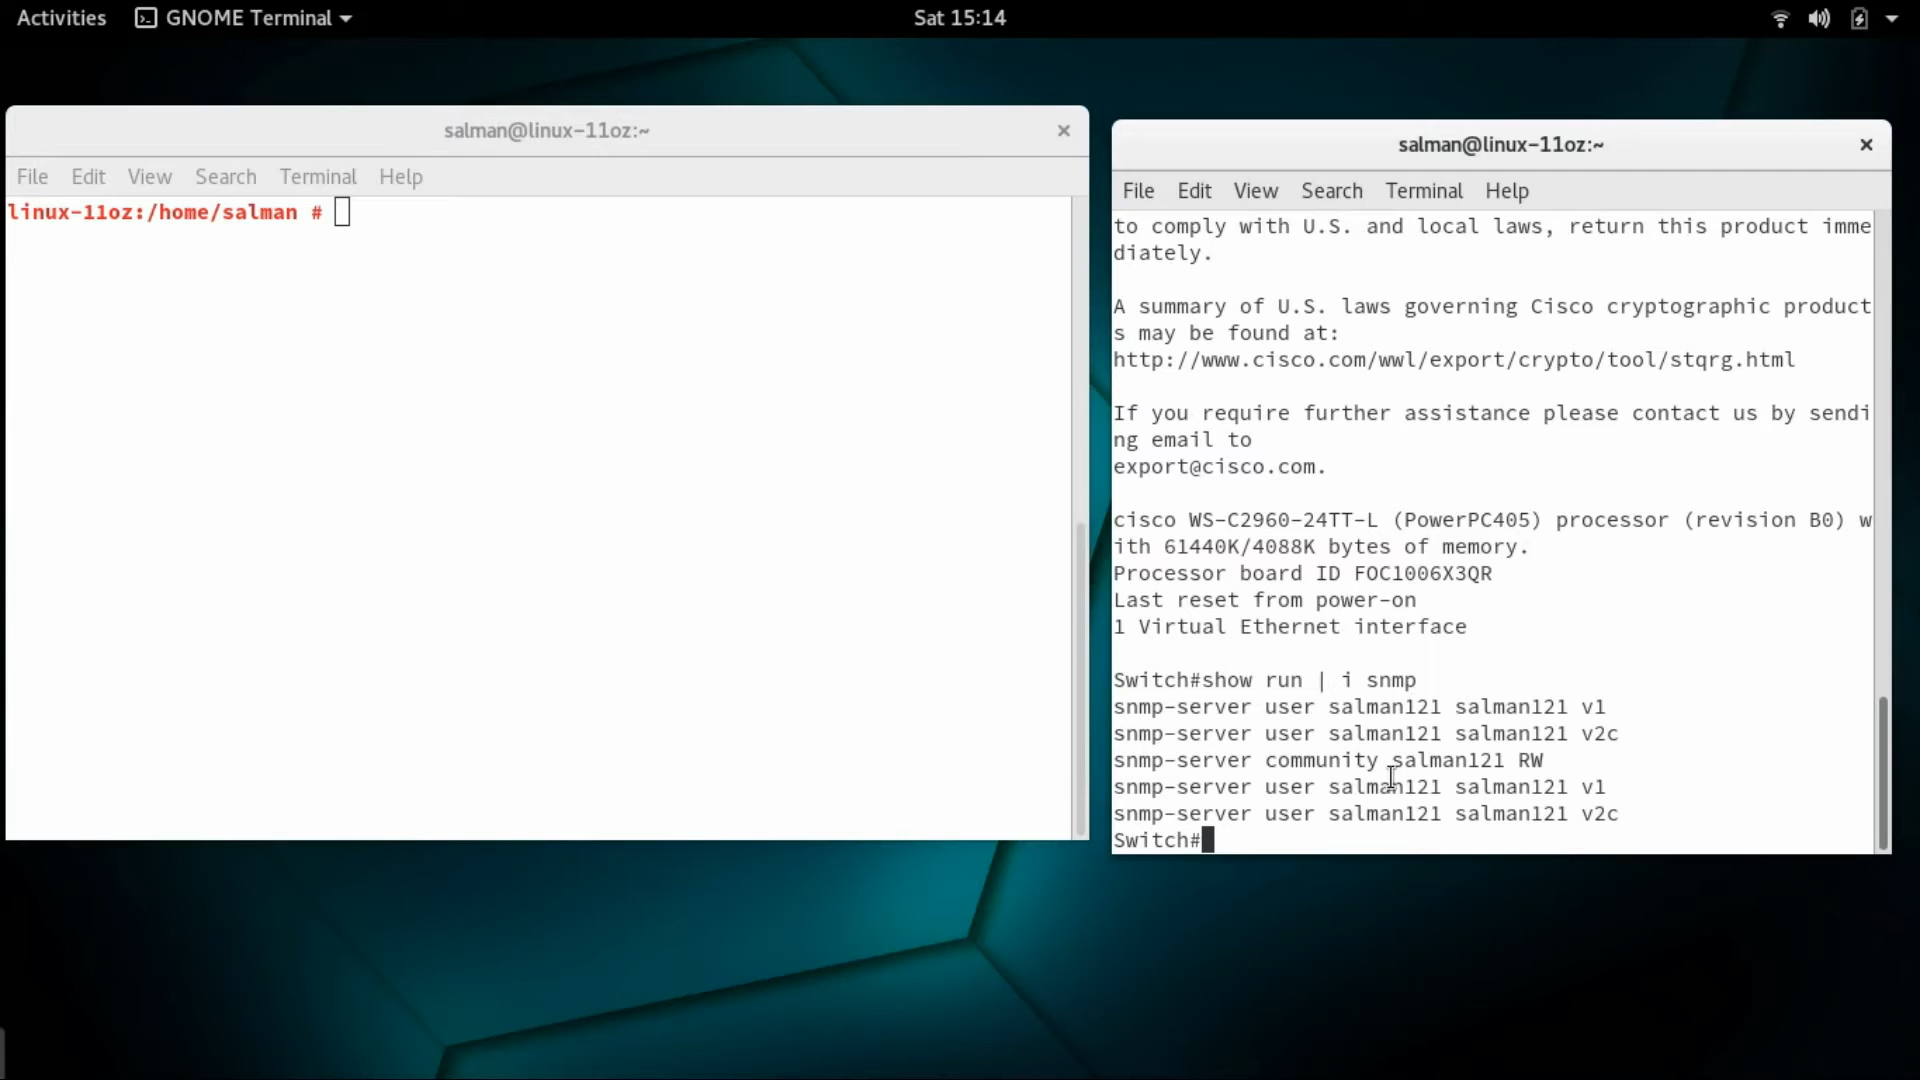 Activities GNOME Terminal Sat 15:14
salman@linux-11oz:~
File Edit View Search Terminal Help
linux-11oz:/home/salman #
salman@linux-11oz:~
File Edit View Search Terminal Help
to comply with U.S. and local laws, return this product imme
diately.
A summary of U.S. laws governing Cisco cryptographic product
s may be found at:
http://www.cisco.com/wwl/export/crypto/tool/stqrg.html
If you require further assistance please contact us by sendi
ng email to
export@cisco.com.
cisco WS-C2960-24TT-L (PowerPC405) processor (revision B0) w
ith 61440K/4088K bytes of memory.
Processor board ID FOC1006X3QR
Last reset from power-on
1 Virtual Ethernet interface
Switch#show run | i snmp
snmp-server user salman121 salman121 v1
snmp-server user salman121 salman121 v2c
snmp-server community salman121 RW
snmp-server user salman121 salman121 v1
snmp-server user salman121 salman121 v2c
Switch#